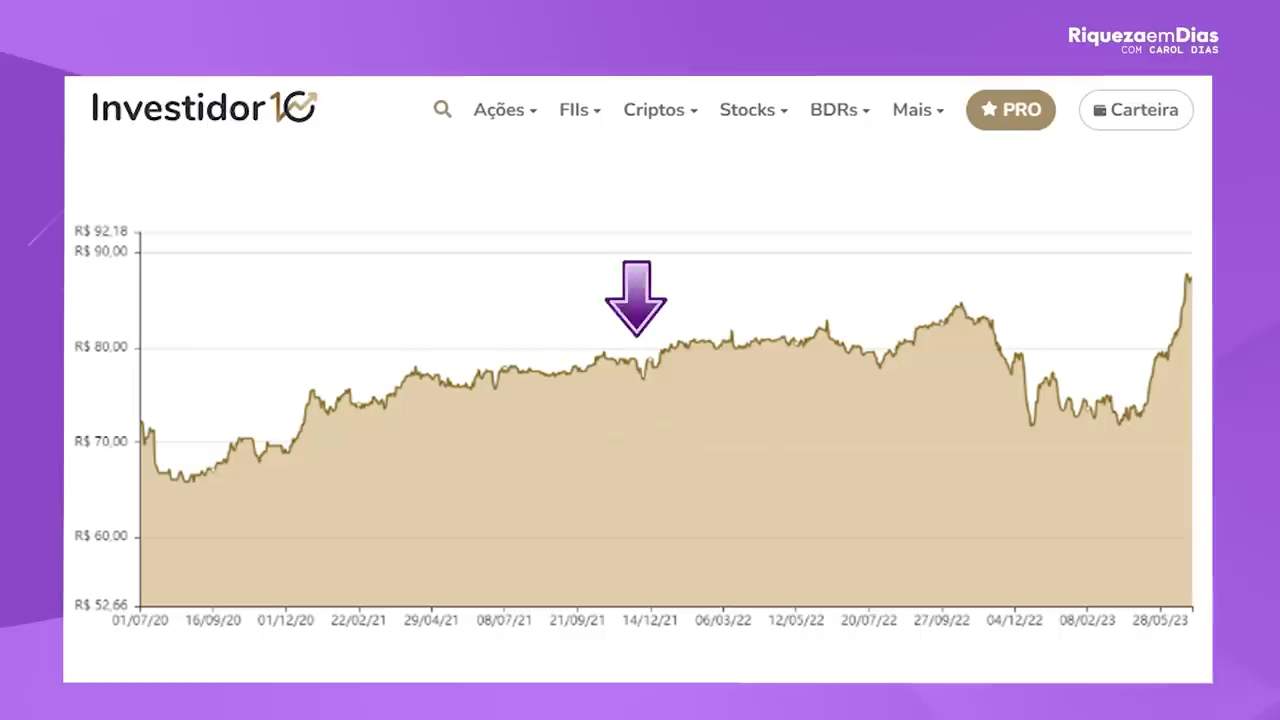 RiquezaemDias
COM CAROL DIAS
Investidor10
Ações
FIIs
Criptos
Stocks
BDRs
Mais
PRO
Carteira
R$ 92,18
R$ 90,00
R$ 80,00
R$ 70,00
R$ 60,00
R$ 52,66
01/07/20 16/09/20 01/12/20 22/02/21 29/04/21 08/07/21 21/09/21 14/12/21 06/03/22 12/05/22 20/07/22 27/09/22 04/12/22 08/02/23 28/05/23